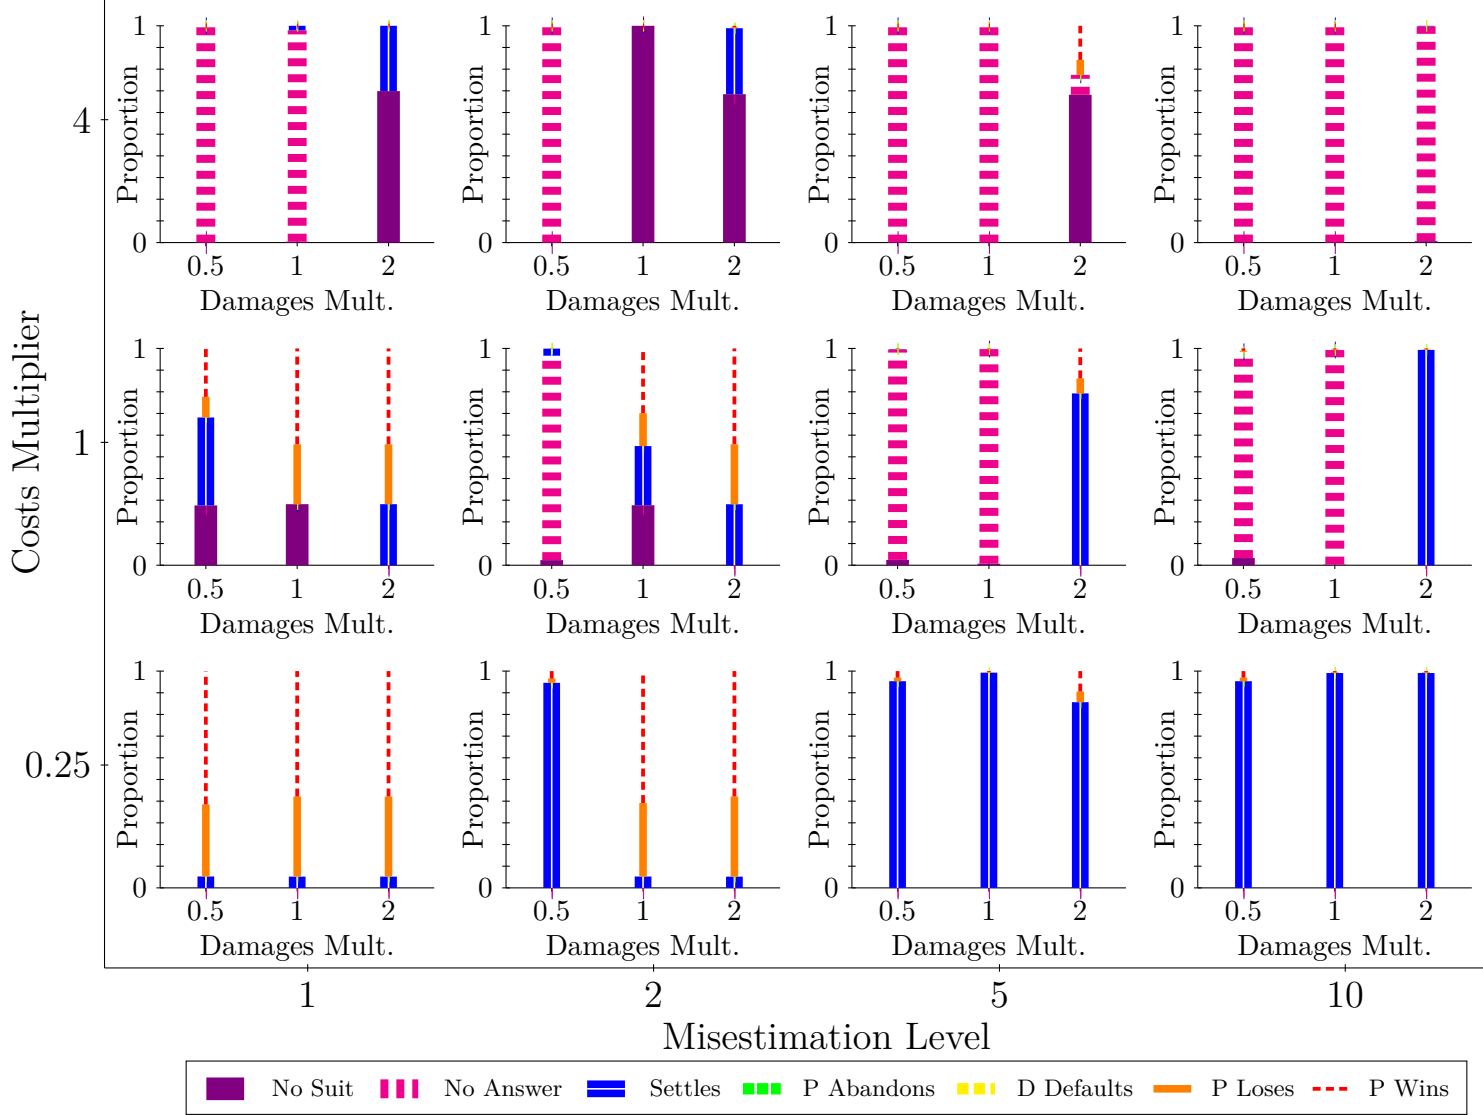 1 1 1 1
Proportion Proportion Proportion Proportion
4
0 0 0 0
0.5 1 2 0.5 1 2 0.5 1 2 0.5 1 2
Damages Mult. Damages Mult. Damages Mult. Damages Mult.
Costs Multiplier
1 1 1 1
Proportion Proportion Proportion Proportion
1
0 0 0 0
0.5 1 2 0.5 1 2 0.5 1 2 0.5 1 2
Damages Mult. Damages Mult. Damages Mult. Damages Mult.
1 1 1 1
Proportion Proportion Proportion Proportion
0.25
0 0 0 0
0.5 1 2 0.5 1 2 0.5 1 2 0.5 1 2
Damages Mult. Damages Mult. Damages Mult. Damages Mult.
1 2 5 10
Misestimation Level
No Suit No Answer Settles P Abandons D Defaults P Loses P Wins